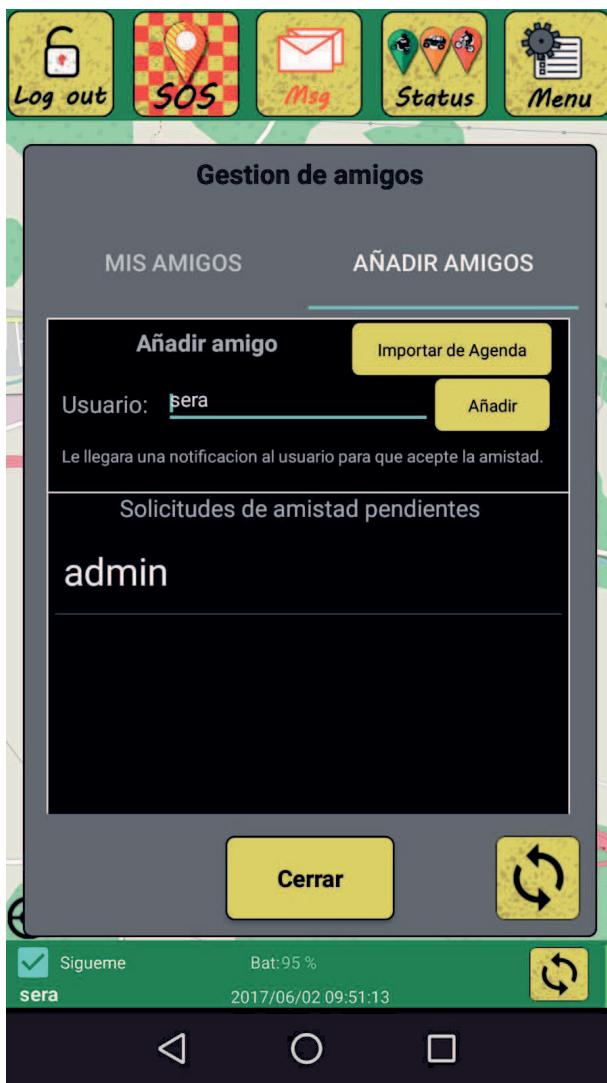 Log out SOS Msg Status Menu
Gestion de amigos
MIS AMIGOS AÑADIR AMIGOS
Añadir amigo Importar de Agenda
Usuario: sera Añadir
Le llegara una notificacion al usuario para que acepte la amistad.
Solicitudes de amistad pendientes
admin
Cerrar
Sigueme Bat:95 %
sera 2017/06/02 09:51:13